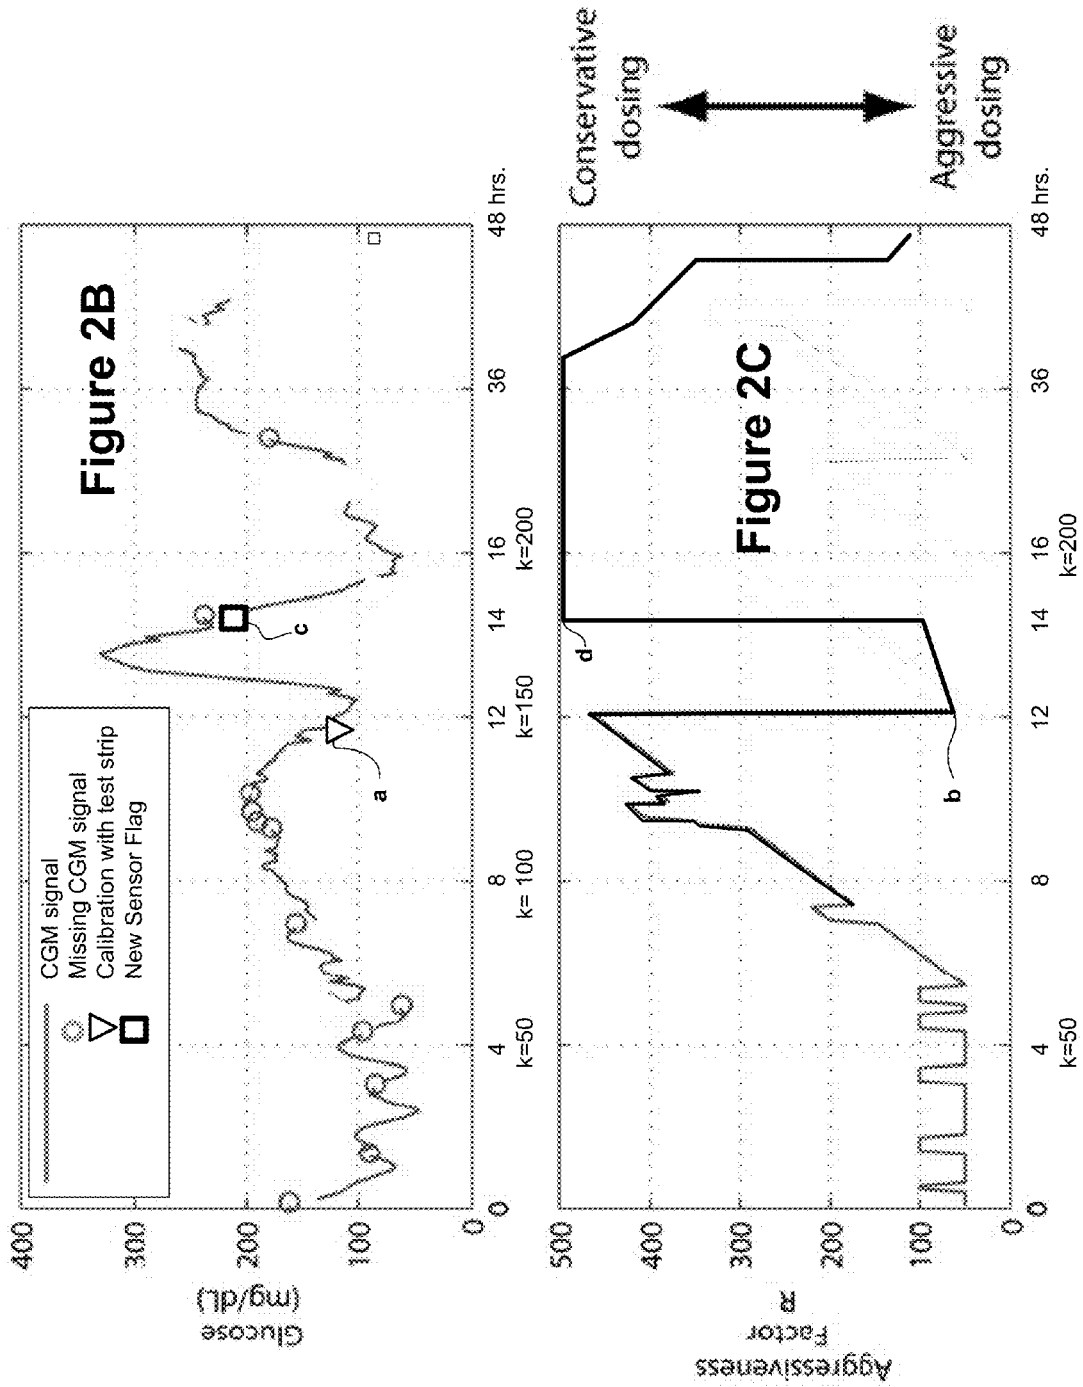 Figure 2B
CGM signal
Missing CGM signal
Calibration with test strip
New Sensor Flag
Glucose
(mg/dL)
400
300
200
100
0
a
c
0
4
8
12
14
16
36
48 hrs.
k=50
k= 100
k=150
k=200
Figure 2C
Aggressiveness
Factor
R
500
400
300
200
100
0
b
d
0
4
8
12
14
16
36
48 hrs.
k=50
k=200
Conservative
dosing
Aggressive
dosing